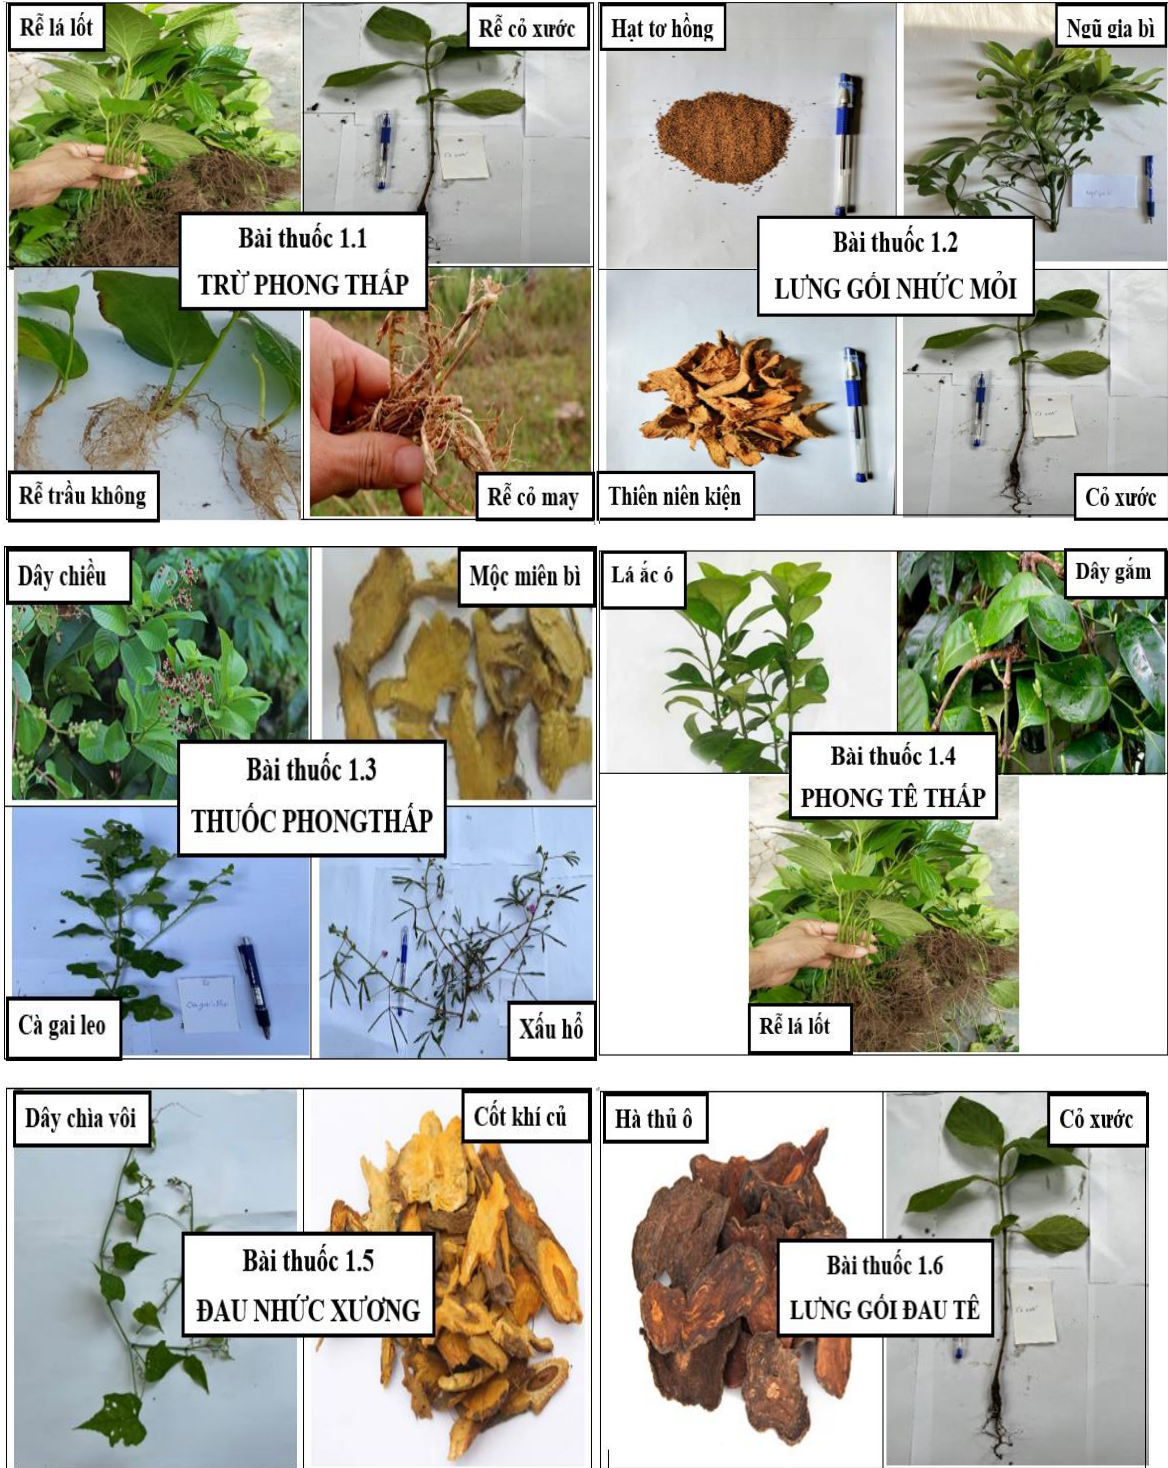 Rễ lá lốt
Rễ cỏ xước
Bài thuốc 1.1
TRỪ PHONG THẤP
Rễ trầu không
Rễ cỏ may
Hạt tơ hồng
Ngũ gia bì
Bài thuốc 1.2
LƯNG GỐI NHỨC MỎI
Thiên niên kiện
Cỏ xước
Dây chiều
Mộc miên bì
Bài thuốc 1.3
THUỐC PHONGTHẤP
Cà gai leo
Xấu hổ
Lá ắc ó
Dây gắm
Bài thuốc 1.4
PHONG TÊ THẤP
Rễ lá lốt
Dây chìa vôi
Cốt khí củ
Bài thuốc 1.5
ĐAU NHỨC XƯƠNG
Hà thủ ô
Cỏ xước
Bài thuốc 1.6
LƯNG GỐI ĐAU TÊ